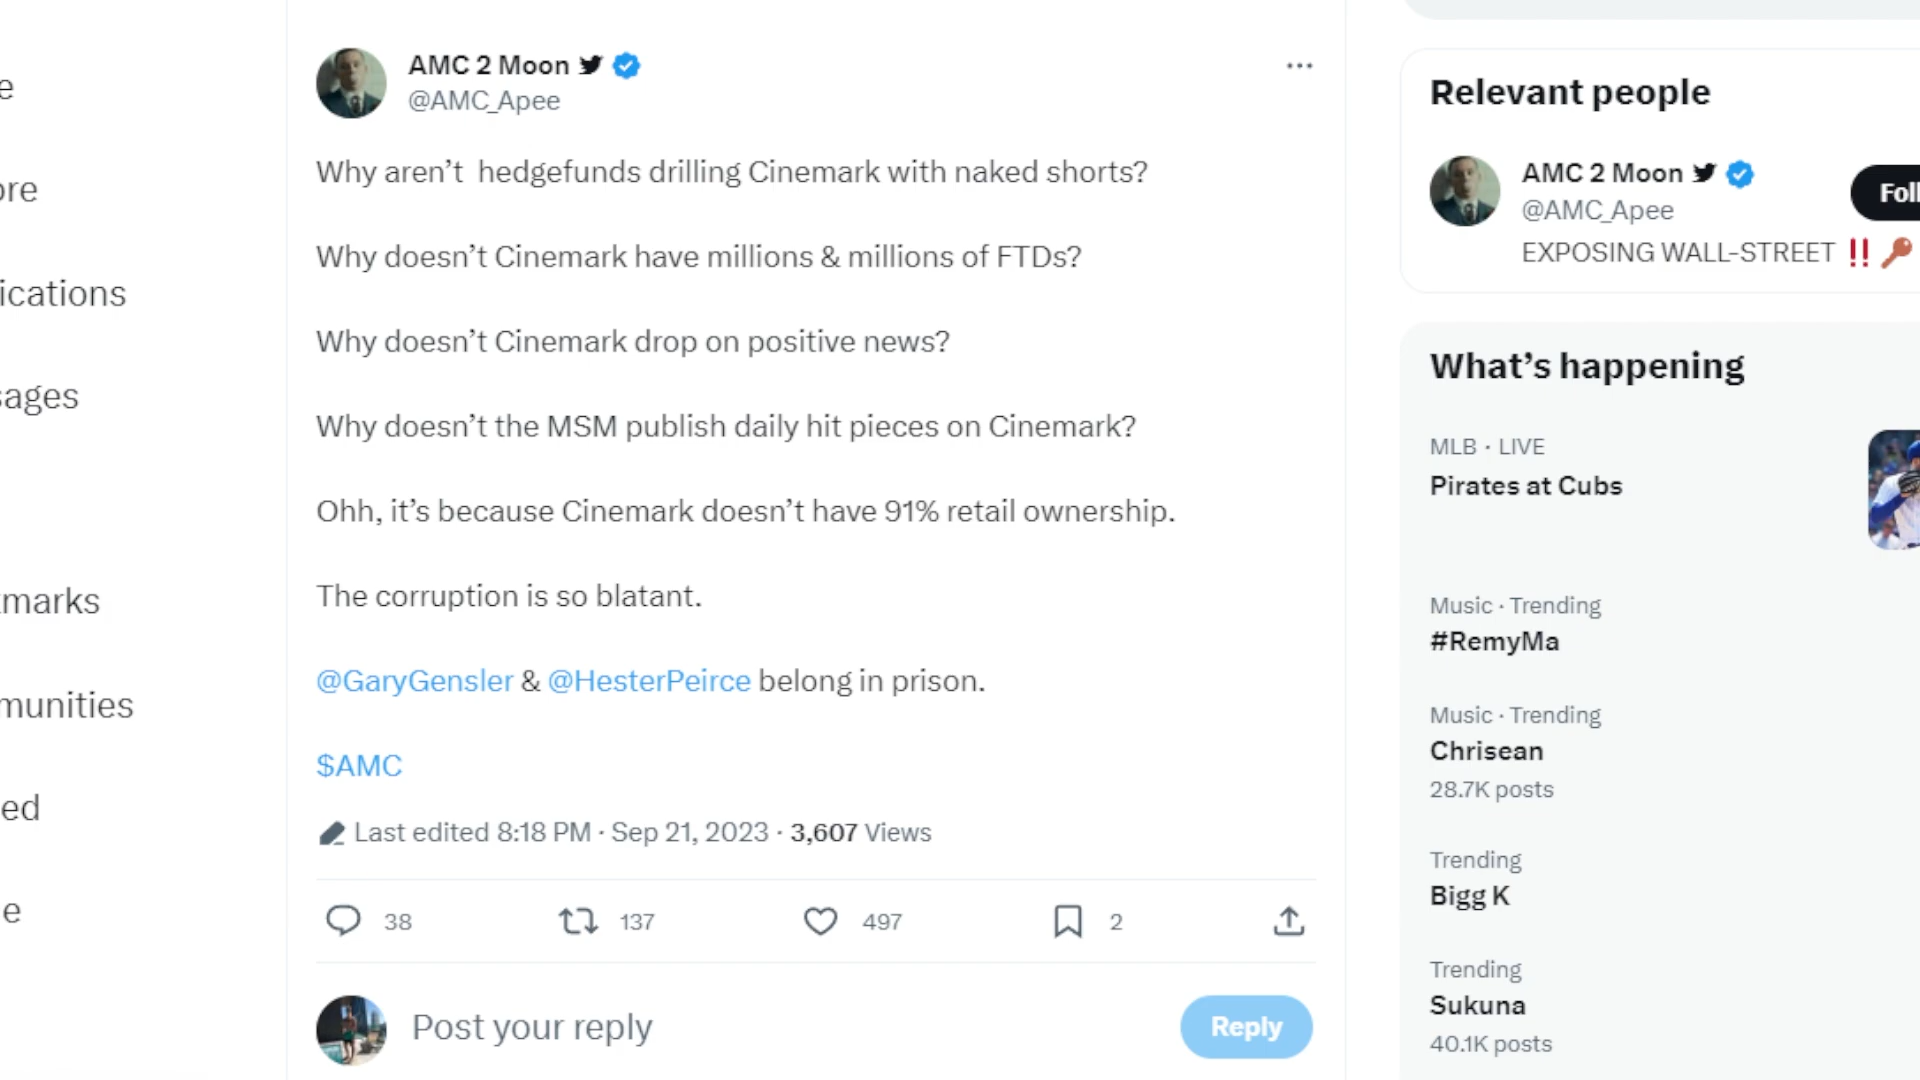 e
ore
ications
sages
kmarks
munities
ed
e
AMC 2 Moon
@AMC_Apee
Why aren’t  hedgefunds drilling Cinemark with naked shorts?
Why doesn’t Cinemark have millions & millions of FTDs?
Why doesn’t Cinemark drop on positive news?
Why doesn’t the MSM publish daily hit pieces on Cinemark?
Ohh, it’s because Cinemark doesn’t have 91% retail ownership.
The corruption is so blatant.
@GaryGensler & @HesterPeirce belong in prison.
$AMC
Last edited 8:18 PM · Sep 21, 2023 · 3,607 Views
38 137 497 2
Post your reply Reply
Relevant people
AMC 2 Moon
@AMC_Apee
Foll
EXPOSING WALL-STREET ‼️ 🔑
What’s happening
MLB · LIVE
Pirates at Cubs
Music · Trending
#RemyMa
Music · Trending
Chrisean
28.7K posts
Trending
Bigg K
Trending
Sukuna
40.1K posts